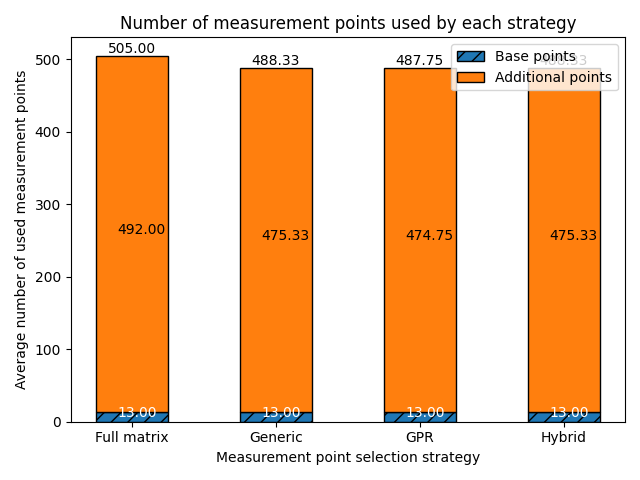 Number of measurement points used by each strategy
Average number of used measurement points
500
400
300
200
100
0
505.00
488.33
487.75
488.33
Base points
Additional points
492.00
475.33
474.75
475.33
13.00
13.00
13.00
13.00
Full matrix
Generic
GPR
Hybrid
Measurement point selection strategy